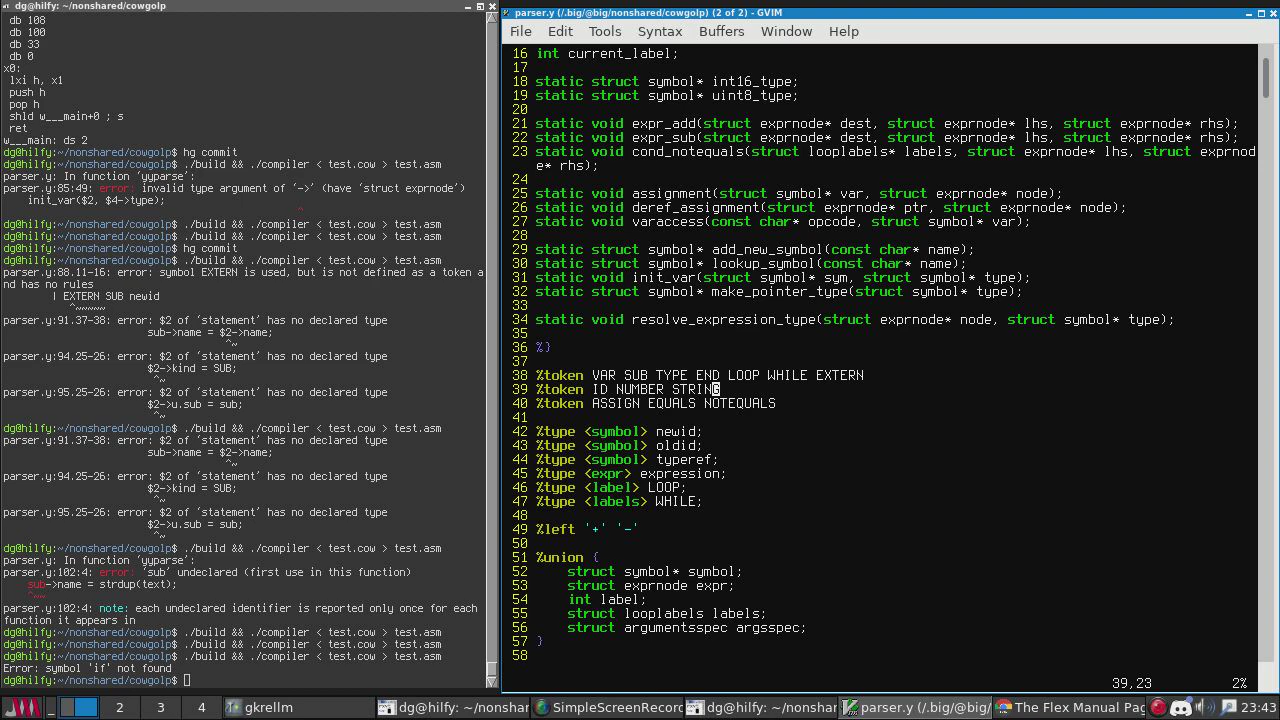 dg@hilfy: ~/nonshared/cowgolp
db 108
db 100
db 33
db 0
x0:
lxi h, x1
push h
pop h
shld w___main+0 ; s
ret
w___main: ds 2
dg@hilfy:~/nonshared/cowgolp$ hg commit
dg@hilfy:~/nonshared/cowgolp$ ./build && ./compiler < test.cow > test.asm
parser.y: In function ‘yyparse’:
parser.y:85:49: error: invalid type argument of ‘->’ (have ‘struct exprnode’)
init_var($2, $4->type);
^
dg@hilfy:~/nonshared/cowgolp$ ./build && ./compiler < test.cow > test.asm
dg@hilfy:~/nonshared/cowgolp$ ./build && ./compiler < test.cow > test.asm
dg@hilfy:~/nonshared/cowgolp$ hg commit
dg@hilfy:~/nonshared/cowgolp$ ./build && ./compiler < test.cow > test.asm
parser.y:88.11-16: error: symbol EXTERN is used, but is not defined as a token a
nd has no rules
| EXTERN SUB newid
^~~~~~
parser.y:91.37-38: error: $2 of ‘statement’ has no declared type
sub->name = $2->name;
^~
parser.y:94.25-26: error: $2 of ‘statement’ has no declared type
$2->kind = SUB;
^~
parser.y:95.25-26: error: $2 of ‘statement’ has no declared type
$2->u.sub = sub;
^~
dg@hilfy:~/nonshared/cowgolp$ ./build && ./compiler < test.cow > test.asm
parser.y:91.37-38: error: $2 of ‘statement’ has no declared type
sub->name = $2->name;
^~
parser.y:94.25-26: error: $2 of ‘statement’ has no declared type
$2->kind = SUB;
^~
parser.y:95.25-26: error: $2 of ‘statement’ has no declared type
$2->u.sub = sub;
^~
dg@hilfy:~/nonshared/cowgolp$ ./build && ./compiler < test.cow > test.asm
parser.y: In function ‘yyparse’:
parser.y:102:4: error: ‘sub’ undeclared (first use in this function)
sub->name = strdup(text);
^~~
parser.y:102:4: note: each undeclared identifier is reported only once for each
function it appears in
dg@hilfy:~/nonshared/cowgolp$ ./build && ./compiler < test.cow > test.asm
dg@hilfy:~/nonshared/cowgolp$ ./build && ./compiler < test.cow > test.asm
dg@hilfy:~/nonshared/cowgolp$ ./build && ./compiler < test.cow > test.asm
Error: symbol 'if' not found
dg@hilfy:~/nonshared/cowgolp$
parser.y (/.big/@big/nonshared/cowgolp) (2 of 2) - GVIM
File Edit Tools Syntax Buffers Window Help
16 int current_label;
17
18 static struct symbol* int16_type;
19 static struct symbol* uint8_type;
20
21 static void expr_add(struct exprnode* dest, struct exprnode* lhs, struct exprnode* rhs);
22 static void expr_sub(struct exprnode* dest, struct exprnode* lhs, struct exprnode* rhs);
23 static void cond_notequals(struct looplabels* labels, struct exprnode* lhs, struct exprnod
e* rhs);
24
25 static void assignment(struct symbol* var, struct exprnode* node);
26 static void deref_assignment(struct exprnode* ptr, struct exprnode* node);
27 static void varaccess(const char* opcode, struct symbol* var);
28
29 static struct symbol* add_new_symbol(const char* name);
30 static struct symbol* lookup_symbol(const char* name);
31 static void init_var(struct symbol* sym, struct symbol* type);
32 static struct symbol* make_pointer_type(struct symbol* type);
33
34 static void resolve_expression_type(struct exprnode* node, struct symbol* type);
35
36 %}
37
38 %token VAR SUB TYPE END LOOP WHILE EXTERN
39 %token ID NUMBER STRING
40 %token ASSIGN EQUALS NOTEQUALS
41
42 %type <symbol> newid;
43 %type <symbol> oldid;
44 %type <symbol> typeref;
45 %type <expr> expression;
46 %type <label> LOOP;
47 %type <labels> WHILE;
48
49 %left '+' '-'
50
51 %union {
52 struct symbol* symbol;
53 struct exprnode expr;
54 int label;
55 struct looplabels labels;
56 struct argumentsspec argsspec;
57 }
58
39,23 2%
2 3 4 gkrellm dg@hilfy: ~/nonshar SimpleScreenRecor dg@hilfy: ~/nonshar parser.y (/.big/@big/ The Flex Manual Pag 23:43